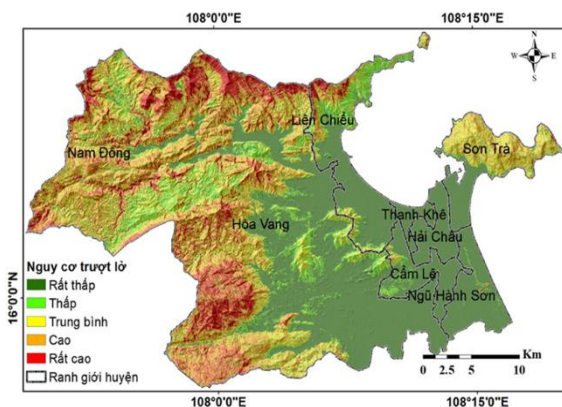 108°0'0"E
108°15'0"E
N
W
E
S
Liên Chiểu
Sơn Trà
Nam Đông
Thanh Khê
Hòa Vang
Hải Châu
Cẩm Lệ
Ngũ Hành Sơn
16°0'0"N
Nguy cơ trượt lở
Rất thấp
Thấp
Trung bình
Cao
Rất cao
Ranh giới huyện
Km
0 2.5 5 10
108°0'0"E
108°15'0"E